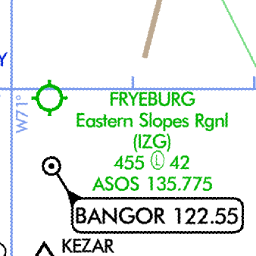 Y
W71°
FRYEBURG
Eastern Slopes Rgnl
(IZG)
455 Ⓛ 42
ASOS 135.775
BANGOR 122.55
KEZAR